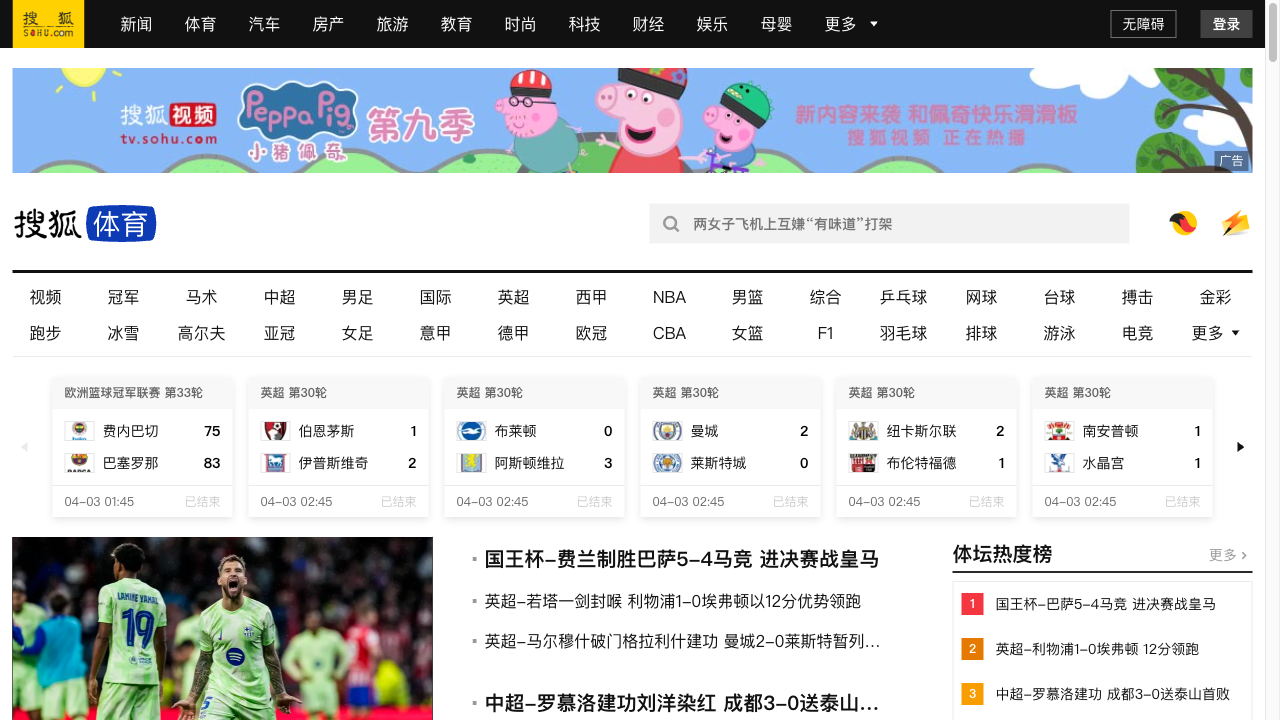 搜狐 SOHU.com 新闻 体育 汽车 房产 旅游 教育 时尚 科技 财经 娱乐 母婴 更多 无障碍 登录
搜狐视频 tv.sohu.com Peppa Pig 小猪佩奇 第九季 新内容来袭 和佩奇快乐滑滑板
搜狐视频 正在热播
广告
搜狐 体育 两女子飞机上互嫌“有味道”打架
视频 冠军 马术 中超 男足 国际 英超 西甲 NBA 男篮 综合 乒乓球 网球 台球 搏击 金彩
跑步 冰雪 高尔夫 亚冠 女足 意甲 德甲 欧冠 CBA 女篮 F1 羽毛球 排球 游泳 电竞 更多
欧洲篮球冠军联赛 第33轮
费内巴切 75
巴塞罗那 83
04-03 01:45 已结束
英超 第30轮
伯恩茅斯 1
伊普斯维奇 2
04-03 02:45 已结束
英超 第30轮
布莱顿 0
阿斯顿维拉 3
04-03 02:45 已结束
英超 第30轮
曼城 2
莱斯特城 0
04-03 02:45 已结束
英超 第30轮
纽卡斯尔联 2
布伦特福德 1
04-03 02:45 已结束
英超 第30轮
南安普顿 1
水晶宫 1
04-03 02:45 已结束
LAMINE YAMAL
19
国王杯-费兰制胜巴萨5-4马竞 进决赛战皇马
英超-若塔一剑封喉 利物浦1-0埃弗顿以12分优势领跑
英超-马尔穆什破门格拉利什建功 曼城2-0莱斯特暂列...
中超-罗慕洛建功刘洋染红 成都3-0送泰山...
体坛热度榜 更多
1 国王杯-巴萨5-4马竞 进决赛战皇马
2 英超-利物浦1-0埃弗顿 12分领跑
3 中超-罗慕洛建功 成都3-0送泰山首败